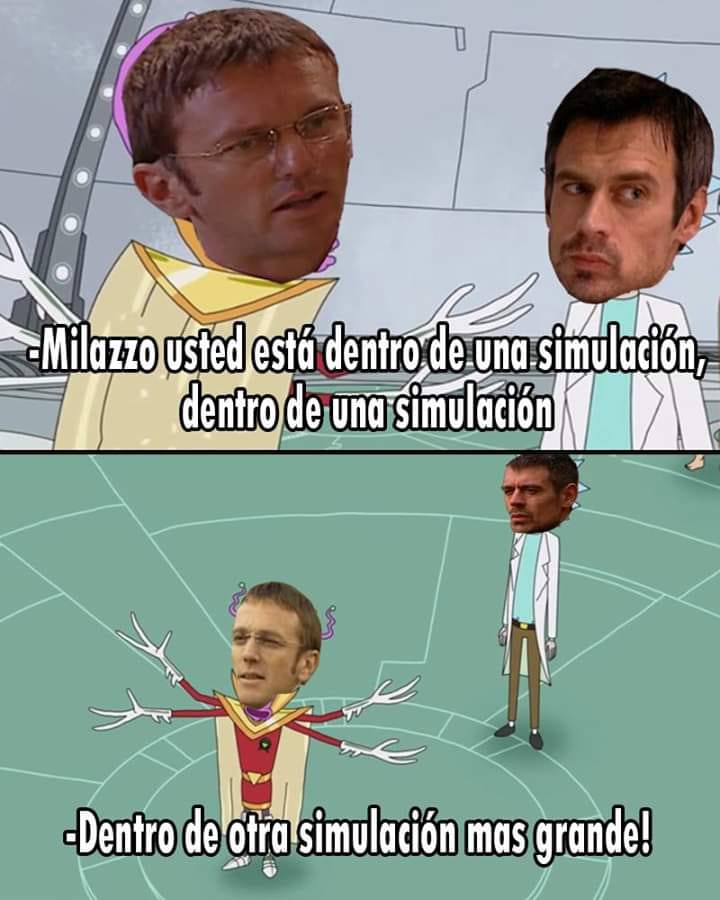 -Milazzo usted está dentro de una simulación,
dentro de una simulación
-Dentro de otra simulación mas grande!